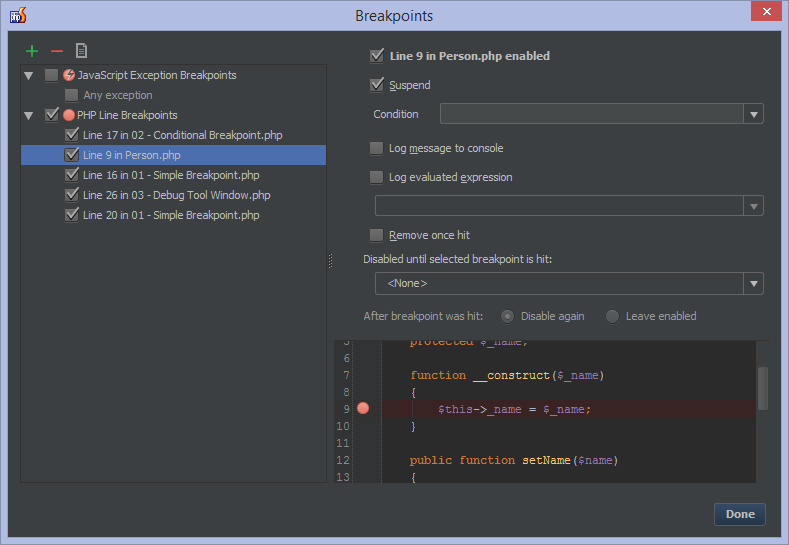 Breakpoints
JavaScript Exception Breakpoints
Any exception
PHP Line Breakpoints
Line 17 in 02 - Conditional Breakpoint.php
Line 9 in Person.php
Line 16 in 01 - Simple Breakpoint.php
Line 26 in 03 - Debug Tool Window.php
Line 20 in 01 - Simple Breakpoint.php
Line 9 in Person.php enabled
Suspend
Condition
Log message to console
Log evaluated expression
Remove once hit
Disabled until selected breakpoint is hit:
<None>
After breakpoint was hit: Disable again Leave enabled
5 protected $_name;
6
7 function __construct($_name)
8 {
9 $this->_name = $_name;
10 }
11
12 public function setName($name)
13 {
Done